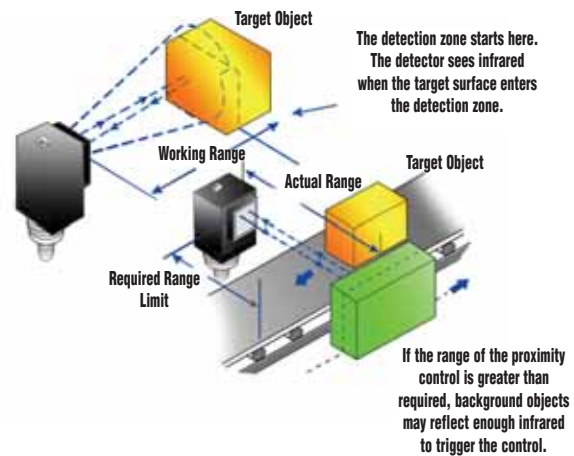 Target Object
The detection zone starts here.
The detector sees infrared
when the target surface enters
the detection zone.
Working Range
Target Object
Actual Range
Required Range
Limit
If the range of the proximity
control is greater than
required, background objects
may reflect enough infrared
to trigger the control.